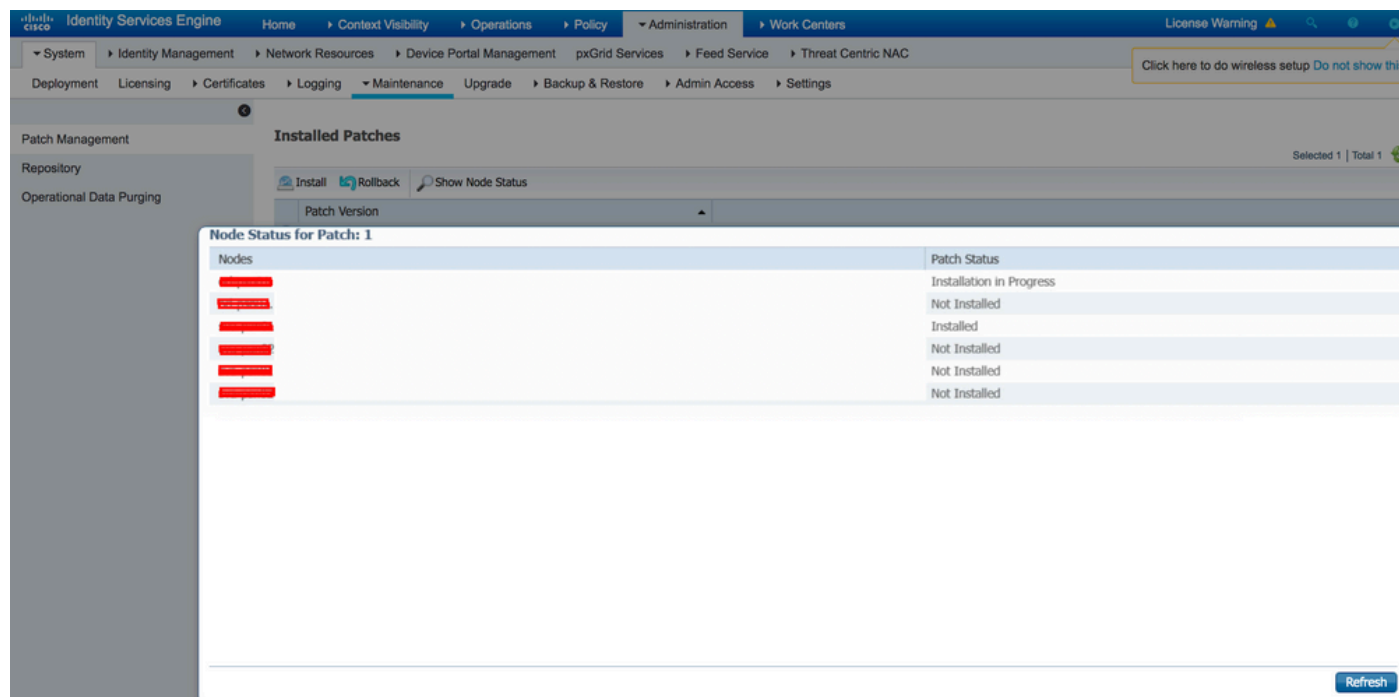 cisco Identity Services Engine Home Context Visibility Operations Policy Administration Work Centers License Warning
System Identity Management Network Resources Device Portal Management pxGrid Services Feed Service Threat Centric NAC
Click here to do wireless setup Do not show thi
Deployment Licensing Certificates Logging Maintenance Upgrade Backup & Restore Admin Access Settings
Patch Management
Repository
Operational Data Purging
Installed Patches
Selected 1 | Total 1
Install Rollback Show Node Status
Patch Version
Node Status for Patch: 1
Nodes Patch Status
Installation in Progress
Not Installed
Installed
Not Installed
Not Installed
Not Installed
Refresh